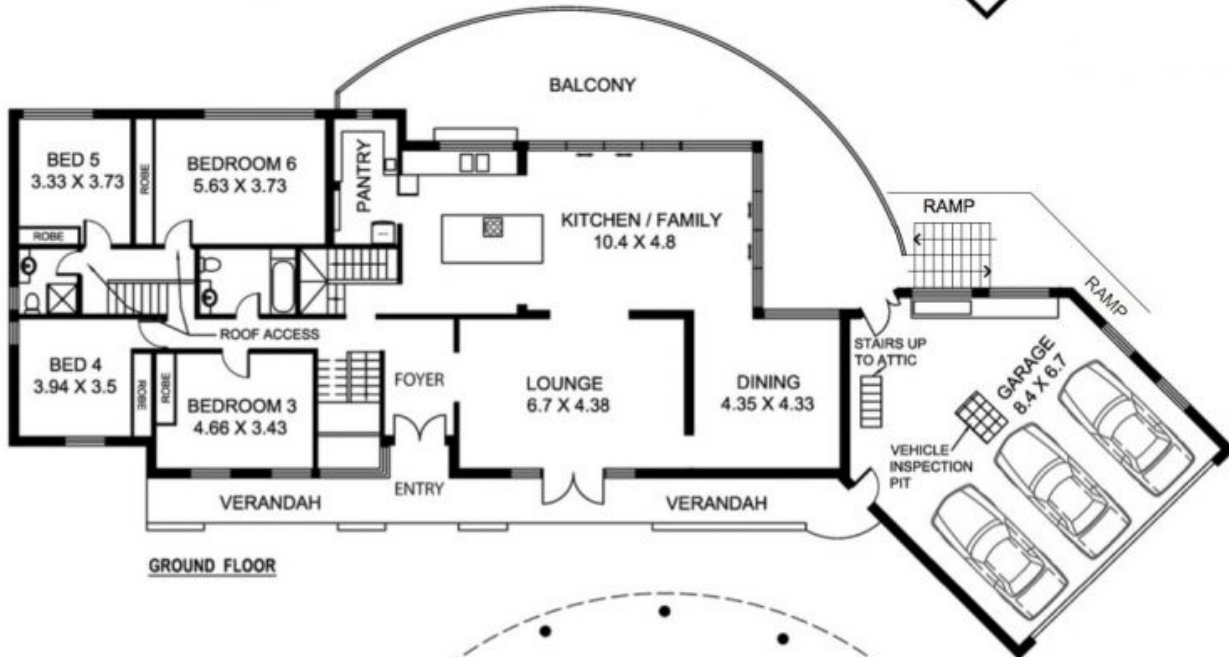 BALCONY
BED 5
3.33 X 3.73
ROBE
ROBE
BEDROOM 6
5.63 X 3.73
PANTRY
KITCHEN / FAMILY
10.4 X 4.8
RAMP
RAMP
ROOF ACCESS
BED 4
3.94 X 3.5
ROBE
ROBE
BEDROOM 3
4.66 X 3.43
FOYER
LOUNGE
6.7 X 4.38
DINING
4.35 X 4.33
STAIRS UP
TO ATTIC
GARAGE
8.4 X 6.7
VEHICLE
INSPECTION
PIT
VERANDAH
ENTRY
VERANDAH
GROUND FLOOR